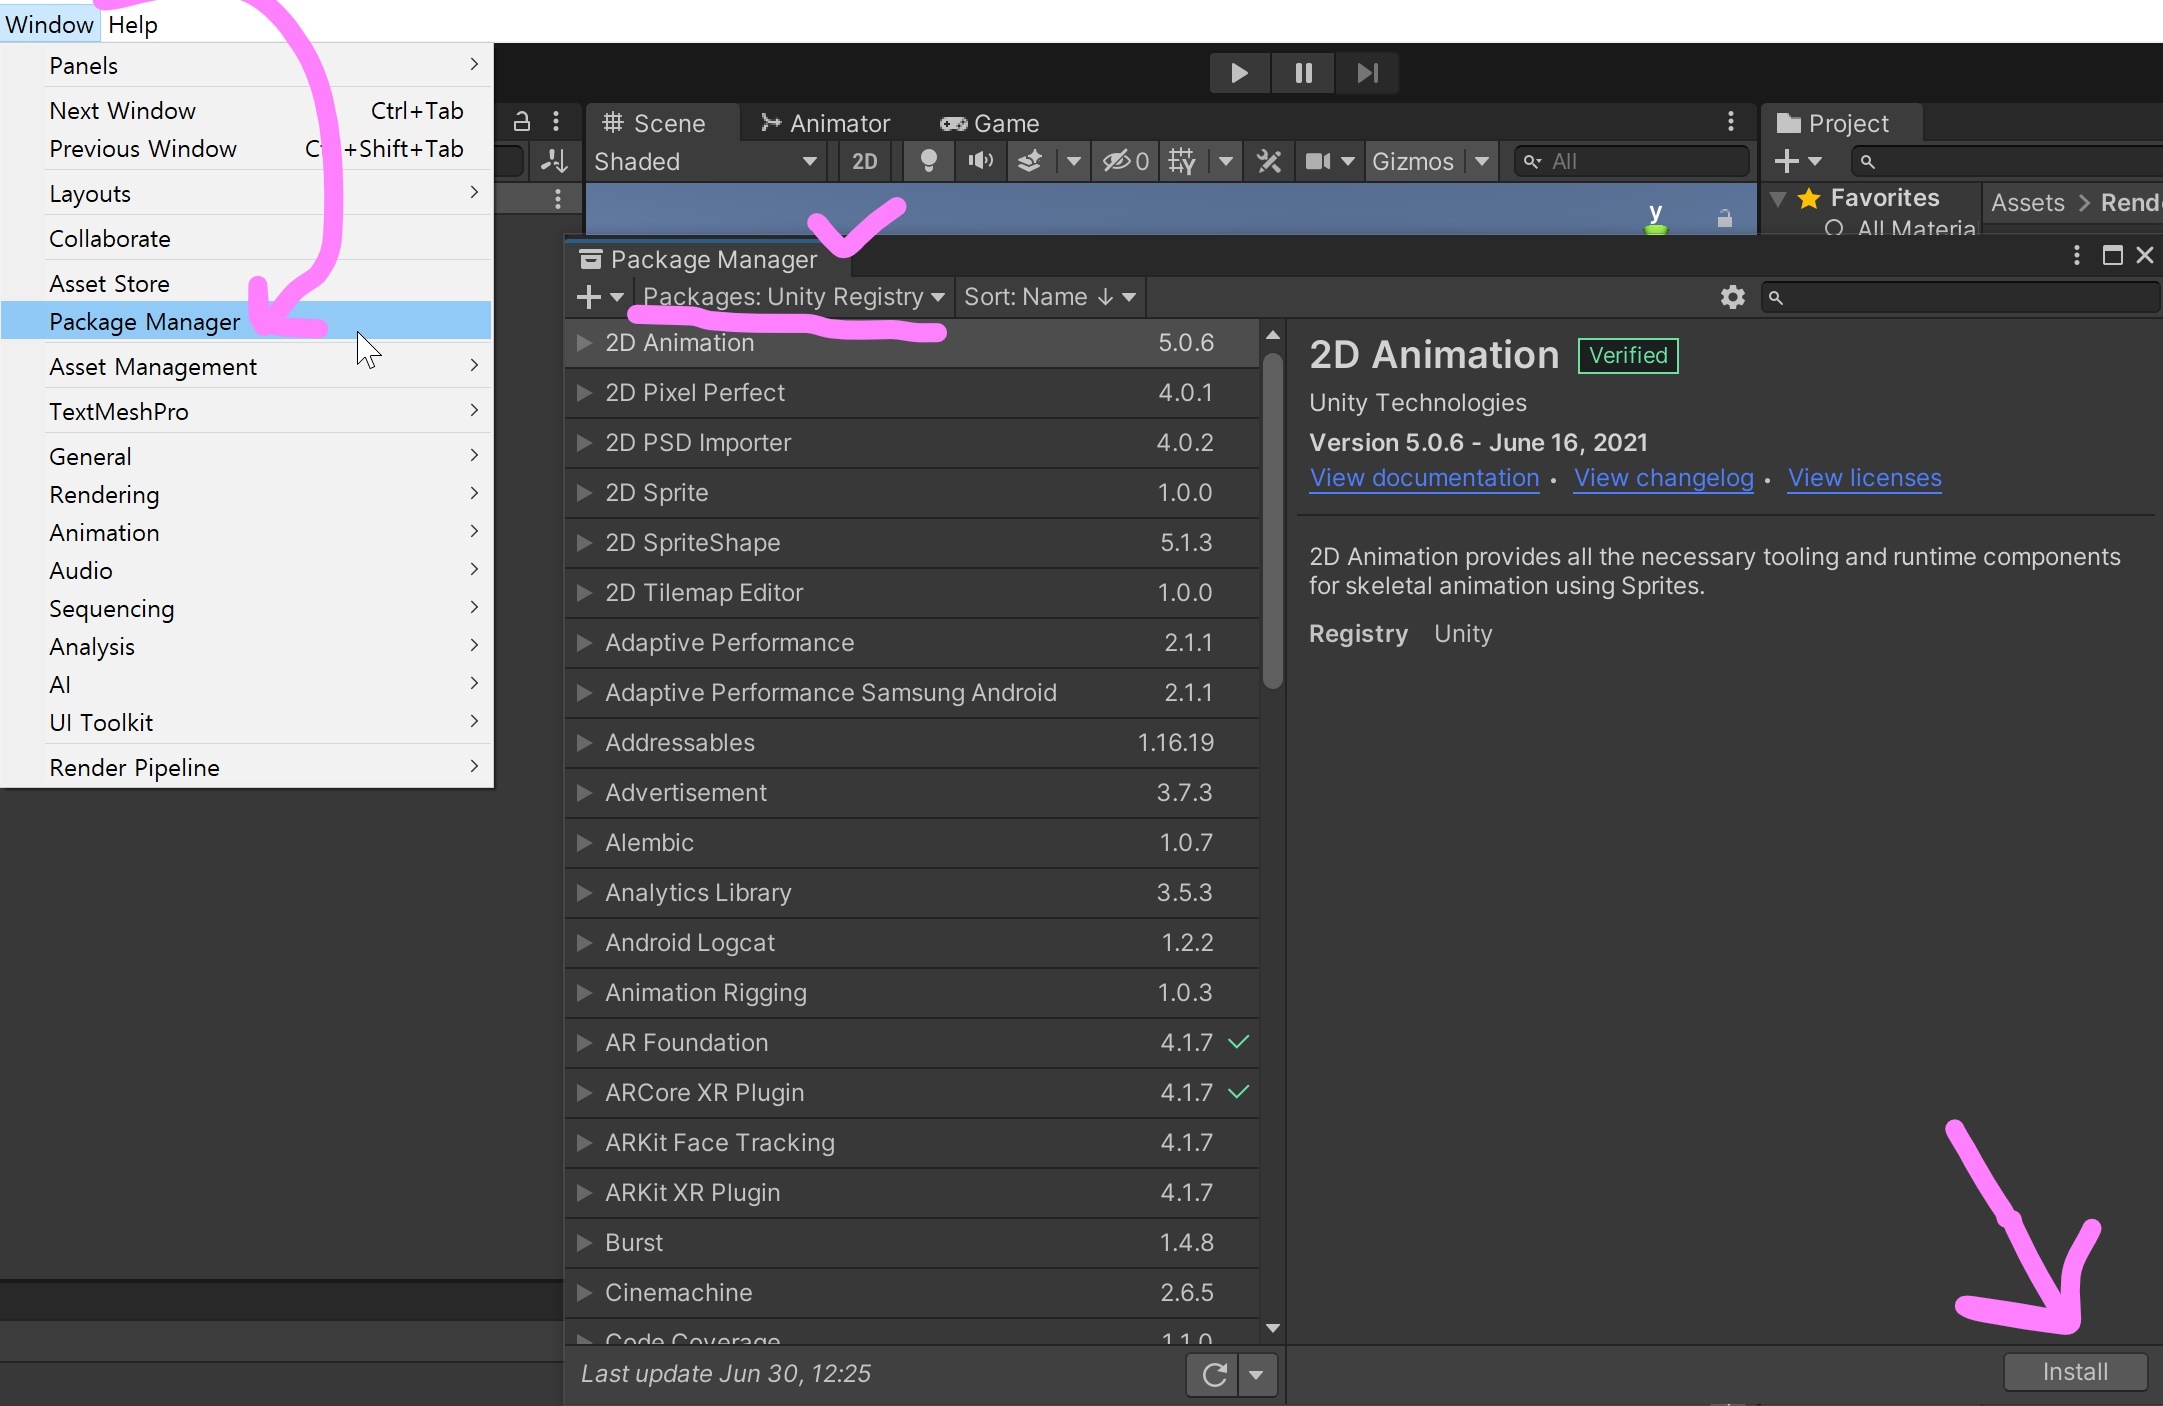 Window Help
Panels
Next Window Ctrl+Tab
Previous Window +Shift+Tab
Layouts
Collaborate
Asset Store
Package Manager
Asset Management
TextMeshPro
General
Rendering
Animation
Audio
Sequencing
Analysis
AI
UI Toolkit
Render Pipeline
Scene Animator Game
Shaded 2D 0 Gizmos All
y
Project
Favorites
All Materia
Assets > Rend
Package Manager
Packages: Unity Registry Sort: Name ↓
2D Animation 5.0.6
2D Pixel Perfect 4.0.1
2D PSD Importer 4.0.2
2D Sprite 1.0.0
2D SpriteShape 5.1.3
2D Tilemap Editor 1.0.0
Adaptive Performance 2.1.1
Adaptive Performance Samsung Android 2.1.1
Addressables 1.16.19
Advertisement 3.7.3
Alembic 1.0.7
Analytics Library 3.5.3
Android Logcat 1.2.2
Animation Rigging 1.0.3
AR Foundation 4.1.7
ARCore XR Plugin 4.1.7
ARKit Face Tracking 4.1.7
ARKit XR Plugin 4.1.7
Burst 1.4.8
Cinemachine 2.6.5
Code Coverage 1.1.0
Last update Jun 30, 12:25
2D Animation Verified
Unity Technologies
Version 5.0.6 - June 16, 2021
View documentation • View changelog • View licenses
2D Animation provides all the necessary tooling and runtime components
for skeletal animation using Sprites.
Registry Unity
Install